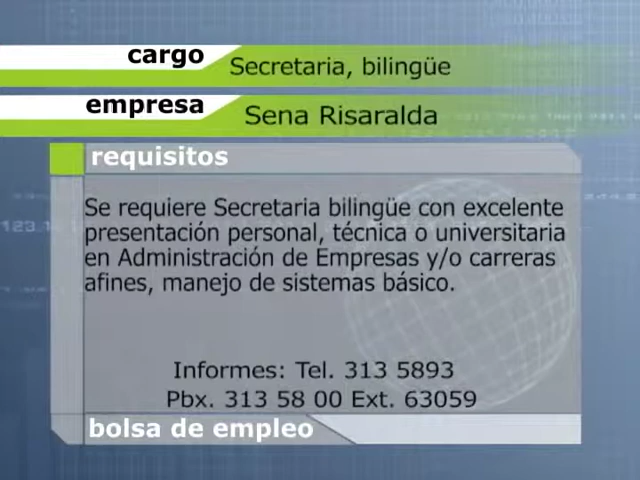 cargo
Secretaria, bilingüe
empresa
Sena Risaralda
requisitos
Se requiere Secretaria bilingüe con excelente
presentación personal, técnica o universitaria
en Administración de Empresas y/o carreras
afines, manejo de sistemas básico.
Informes: Tel. 313 5893
Pbx. 313 58 00 Ext. 63059
bolsa de empleo